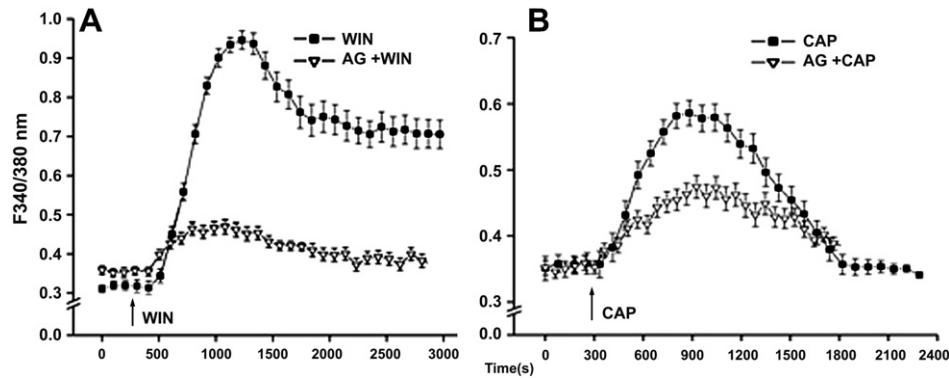 A
WIN
AG +WIN
1.0
0.9
0.8
0.7
0.6
0.5
0.4
0.3
0.0
F340/380 nm
WIN
0 500 1000 1500 2000 2500 3000
B
CAP
AG +CAP
0.7
0.6
0.5
0.4
0.3
0.0
CAP
Time(s)
0 300 600 900 1200 1500 1800 2100 2400